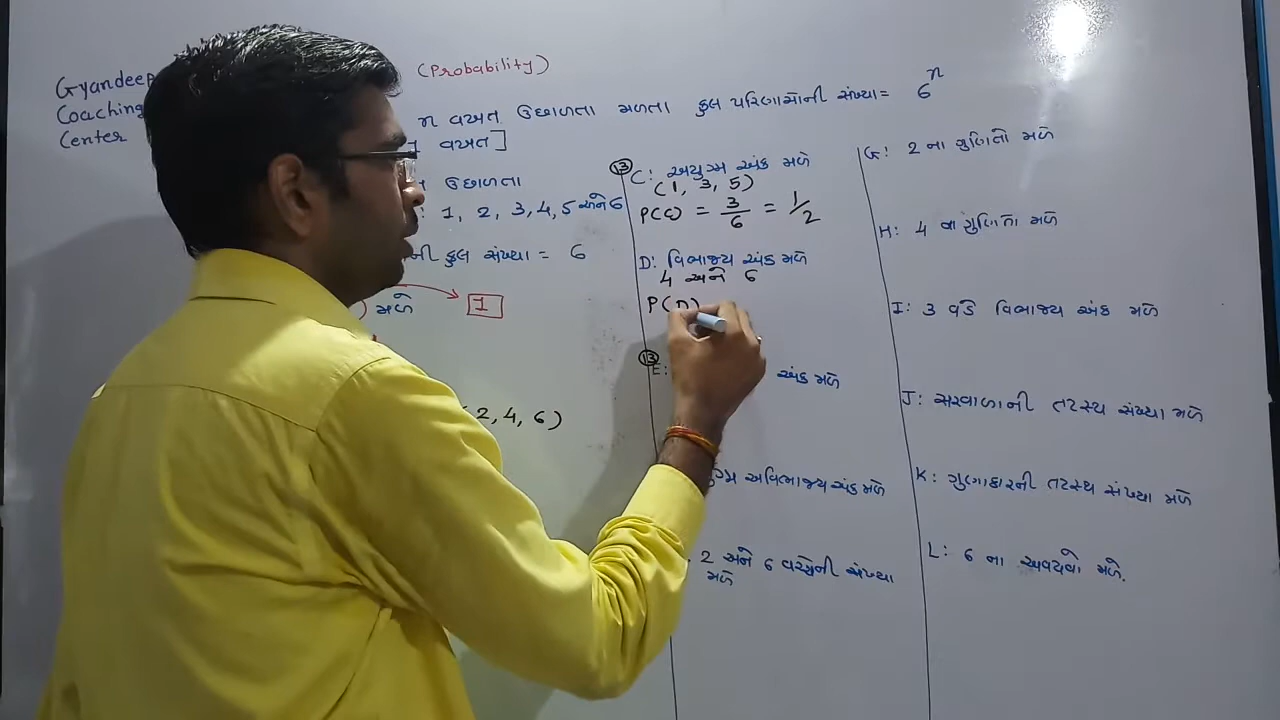 Gyandeep
Coaching
Center
(Probability)
n વખત ઉછાળતા મળતા કુલ પરિણામોની સંખ્યા = 6ⁿ
વખત]
ઉછાળતા
: 1, 2, 3, 4, 5 અને 6
કુલ સંખ્યા = 6
મળે
1
2, 4, 6)
13
C: અયુગ્મ અંક મળે
(1, 3, 5)
P(C) = 3/6 = 1/2
D: વિભાજ્ય અંક મળે
4 અને 6
P(D)
13
E: અંક મળે
અવિભાજ્ય અંક મળે
2 અને 6 વચ્ચેની સંખ્યા
મળે
G: 2 ના ગુણિતો મળે
H: 4 ના ગુણિતો મળે
I: 3 વડે વિભાજ્ય અંક મળે
J: સરવાળાની તટસ્થ સંખ્યા મળે
K: ગુણાકારની તટસ્થ સંખ્યા મળે
L: 6 ના અવયવો મળે.